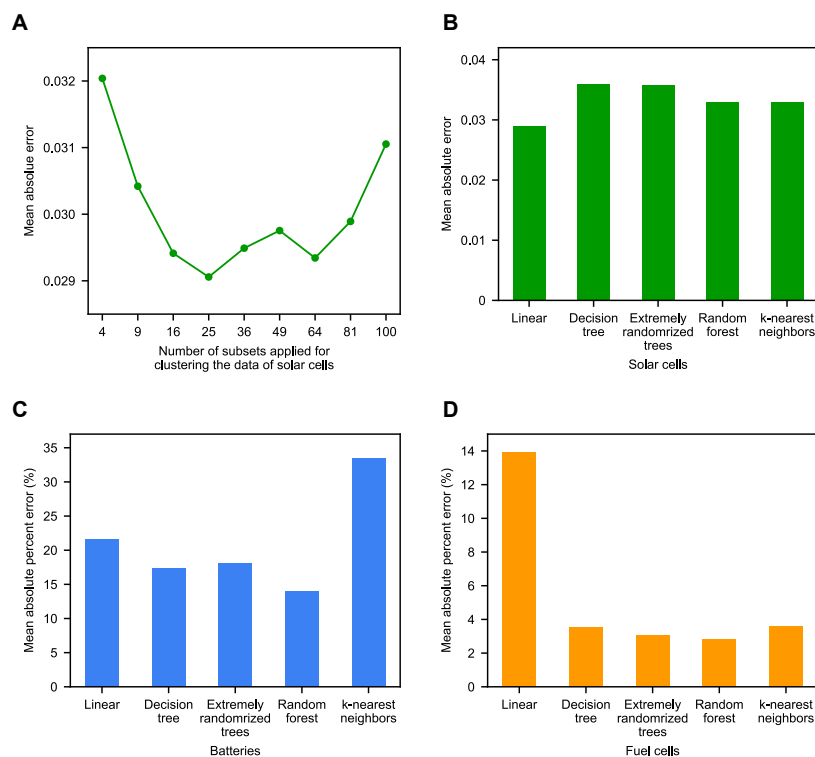 A
Mean absolue error
0.032
0.031
0.030
0.029
4 9 16 25 36 49 64 81 100
Number of subsets applied for
clustering the data of solar cells
B
Mean absolute error
0.04
0.03
0.02
0.01
0
Linear Decision tree Extremely randomrized trees Random forest k-nearest neighbors
Solar cells
C
Mean absolute percent error (%)
35
30
25
20
15
10
5
0
Linear Decision tree Extremely randomrized trees Random forest k-nearest neighbors
Batteries
D
Mean absolute percent error (%)
14
12
10
8
6
4
2
0
Linear Decision tree Extremely randomrized trees Random forest k-nearest neighbors
Fuel cells